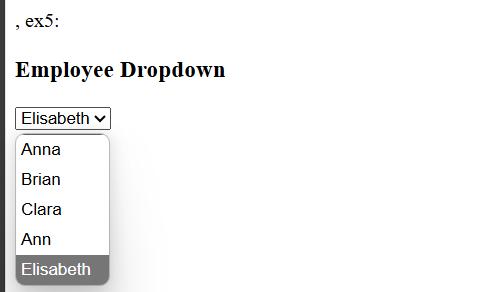 , ex5:
Employee Dropdown
Elisabeth
Anna
Brian
Clara
Ann
Elisabeth